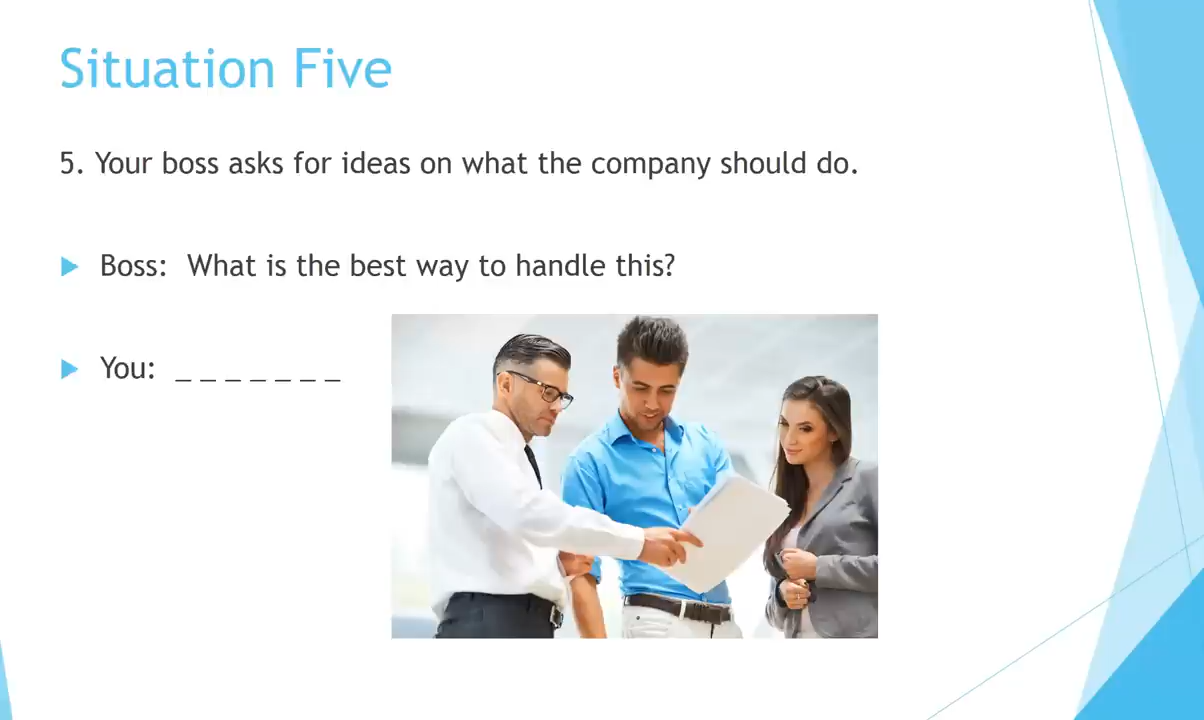 Situation Five
5. Your boss asks for ideas on what the company should do.
Boss: What is the best way to handle this?
You: _ _ _ _ _ _ _